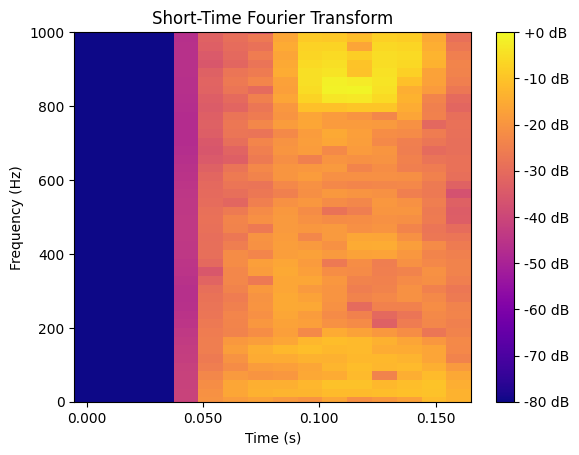 Short-Time Fourier Transform
1000
800
600
400
200
0
Frequency (Hz)
0.000
0.050
0.100
0.150
Time (s)
+0 dB
-10 dB
-20 dB
-30 dB
-40 dB
-50 dB
-60 dB
-70 dB
-80 dB